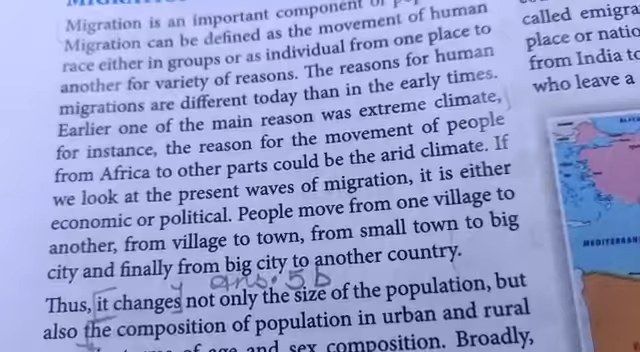 Migration is an important component of
Migration can be defined as the movement of human
race either in groups or as individual from one place to
another for variety of reasons. The reasons for human
migrations are different today than in the early times.
Earlier one of the main reason was extreme climate,
for instance, the reason for the movement of people
from Africa to other parts could be the arid climate. If
we look at the present waves of migration, it is either
economic or political. People move from one village to
another, from village to town, from small town to big
city and finally from big city to another country.
ans. 5 b
Thus, it changes not only the size of the population, but
also the composition of population in urban and rural
of age and sex composition. Broadly,
called emigra
place or natio
from India to
who leave a
MEDITERRAN